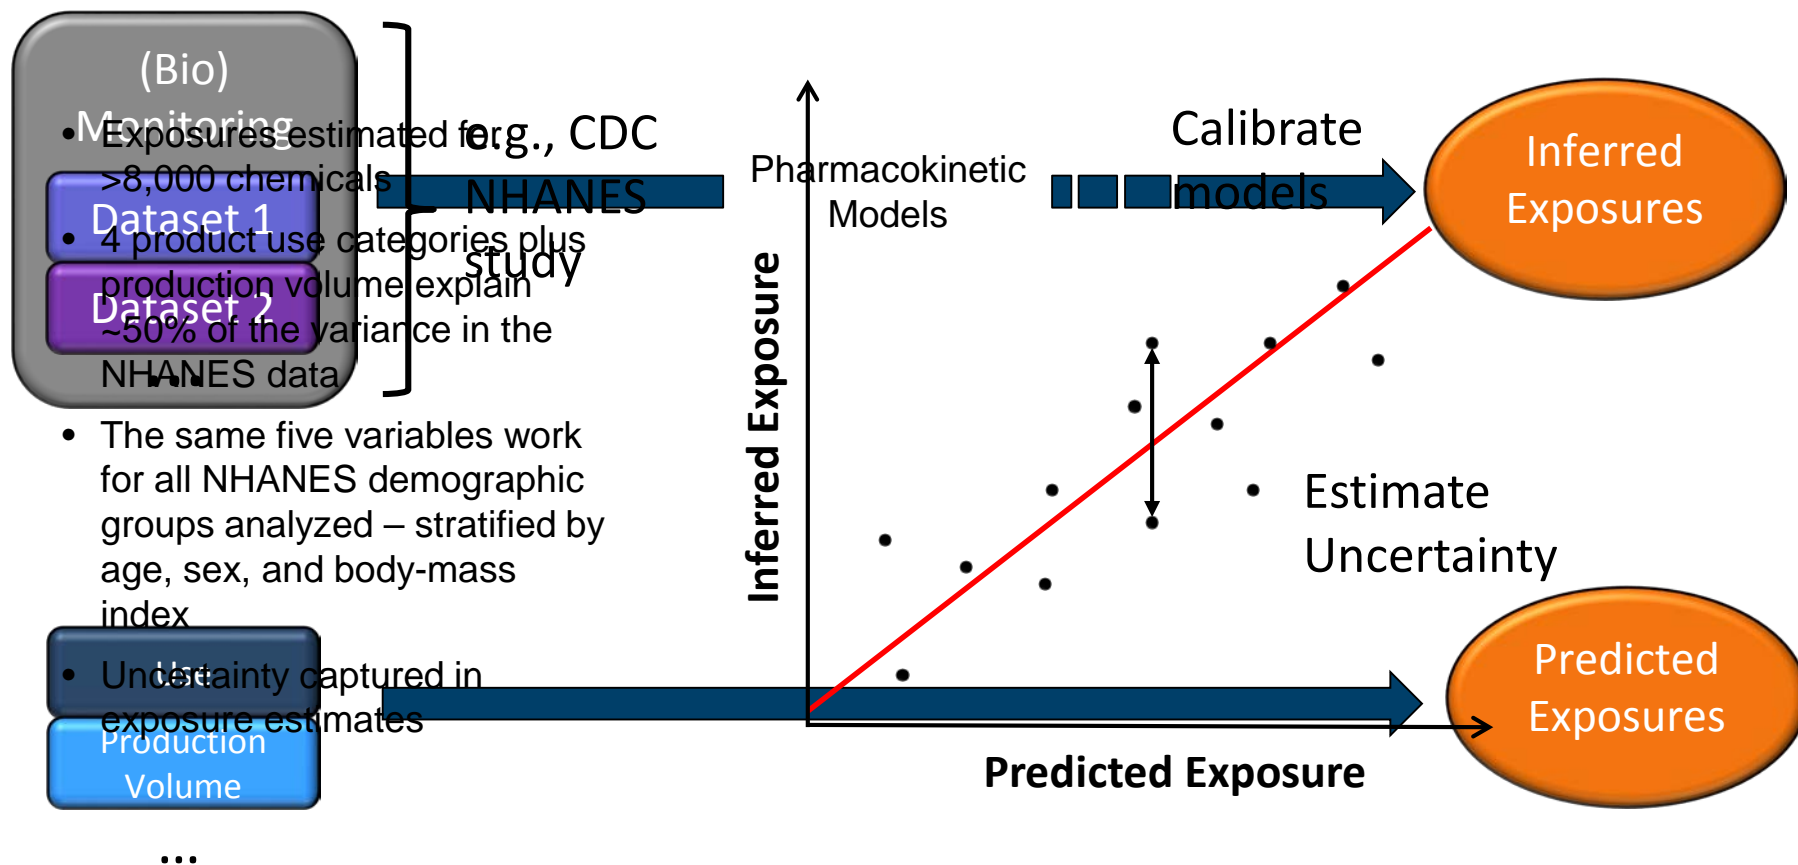 (Bio)
Monitoring
Dataset 1
Dataset 2
...
e.g., CDC
NHANES
study
• Exposures estimated for
>8,000 chemicals
• 4 product use categories plus
production volume explain
~50% of the variance in the
NHANES data
• The same five variables work
for all NHANES demographic
groups analyzed – stratified by
age, sex, and body-mass
index
• Uncertainty captured in
exposure estimates
Use
Production
Volume
...
Pharmacokinetic
Models
Calibrate
models
Inferred
Exposures
Inferred Exposure
Estimate
Uncertainty
Predicted
Exposures
Predicted Exposure